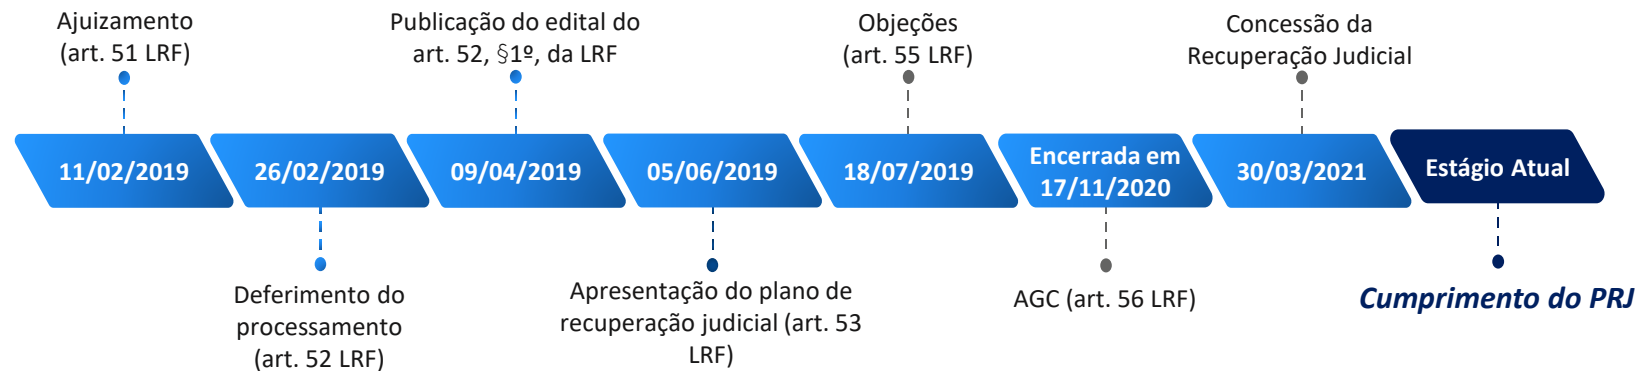 Ajuizamento
(art. 51 LRF)
Publicação do edital do
art. 52, §1º, da LRF
Objeções
(art. 55 LRF)
Concessão da
Recuperação Judicial
11/02/2019
26/02/2019
09/04/2019
05/06/2019
18/07/2019
Encerrada em
17/11/2020
30/03/2021
Estágio Atual
Deferimento do
processamento
(art. 52 LRF)
Apresentação do plano de
recuperação judicial (art. 53
LRF)
AGC (art. 56 LRF)
Cumprimento do PRJ